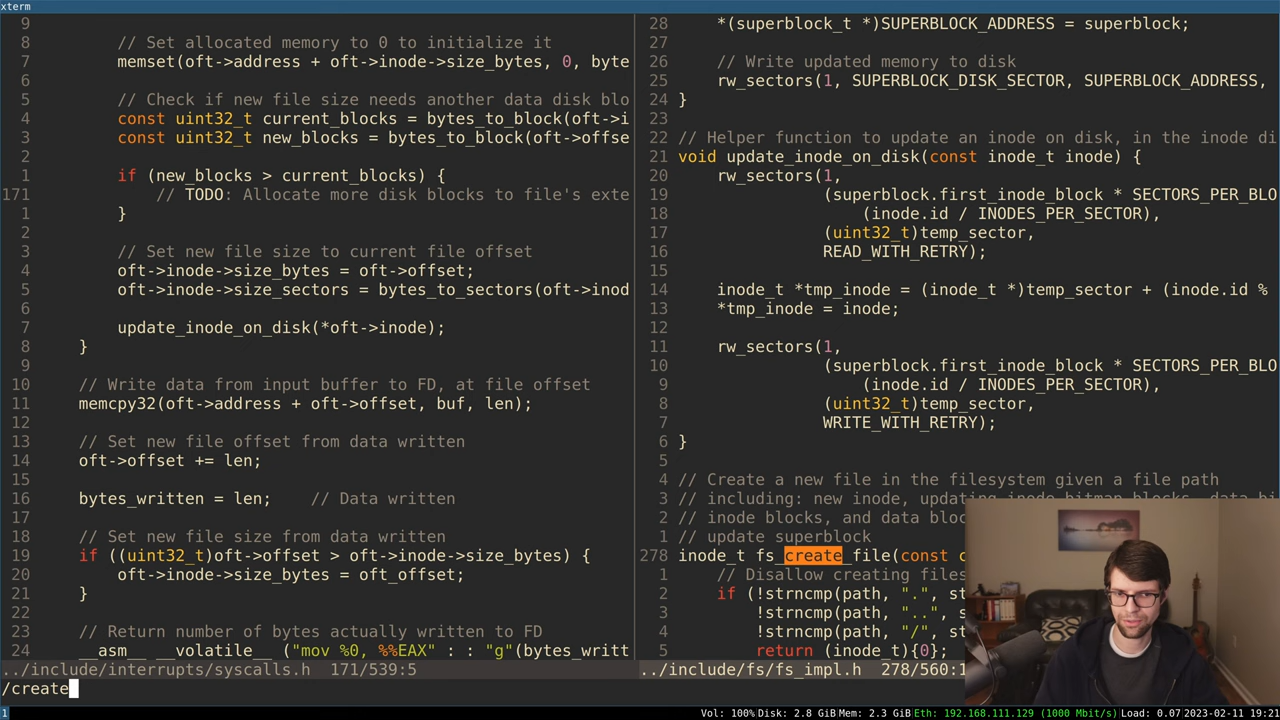 xterm
9
8 // Set allocated memory to 0 to initialize it
7 memset(oft->address + oft->inode->size_bytes, 0, byte
6
5 // Check if new file size needs another data disk blo
4 const uint32_t current_blocks = bytes_to_block(oft->i
3 const uint32_t new_blocks = bytes_to_block(oft->offse
2
1 if (new_blocks > current_blocks) {
171 // TODO: Allocate more disk blocks to file's exte
1 }
2
3 // Set new file size to current file offset
4 oft->inode->size_bytes = oft->offset;
5 oft->inode->size_sectors = bytes_to_sectors(oft->inod
6
7 update_inode_on_disk(*oft->inode);
8 }
9
10 // Write data from input buffer to FD, at file offset
11 memcpy32(oft->address + oft->offset, buf, len);
12
13 // Set new file offset from data written
14 oft->offset += len;
15
16 bytes_written = len; // Data written
17
18 // Set new file size from data written
19 if ((uint32_t)oft->offset > oft->inode->size_bytes) {
20 oft->inode->size_bytes = oft_offset;
21 }
22
23 // Return number of bytes actually written to FD
24 __asm__ __volatile__ ("mov %0, %%EAX" : : "g"(bytes_writt
../include/interrupts/syscalls.h 171/539:5
28 *(superblock_t *)SUPERBLOCK_ADDRESS = superblock;
27
26 // Write updated memory to disk
25 rw_sectors(1, SUPERBLOCK_DISK_SECTOR, SUPERBLOCK_ADDRESS,
24 }
23
22 // Helper function to update an inode on disk, in the inode di
21 void update_inode_on_disk(const inode_t inode) {
20 rw_sectors(1,
19 (superblock.first_inode_block * SECTORS_PER_BLO
18 (inode.id / INODES_PER_SECTOR),
17 (uint32_t)temp_sector,
16 READ_WITH_RETRY);
15
14 inode_t *tmp_inode = (inode_t *)temp_sector + (inode.id %
13 *tmp_inode = inode;
12
11 rw_sectors(1,
10 (superblock.first_inode_block * SECTORS_PER_BLO
9 (inode.id / INODES_PER_SECTOR),
8 (uint32_t)temp_sector,
7 WRITE_WITH_RETRY);
6 }
5
4 // Create a new file in the filesystem given a file path
3 // including: new inode, updating inode bitmap blocks, data bi
2 // inode blocks, and data bloc
1 // update superblock
278 inode_t fs_create_file(const c
1 // Disallow creating files
2 if (!strncmp(path, ".", st
3 !strncmp(path, "..", s
4 !strncmp(path, "/", st
5 return (inode_t){0};
../include/fs/fs_impl.h 278/560:1
/create
1 Vol: 100% Disk: 2.8 GiB Mem: 2.3 GiB Eth: 192.168.111.129 (1000 Mbit/s) Load: 0.07 2023-02-11 19:21